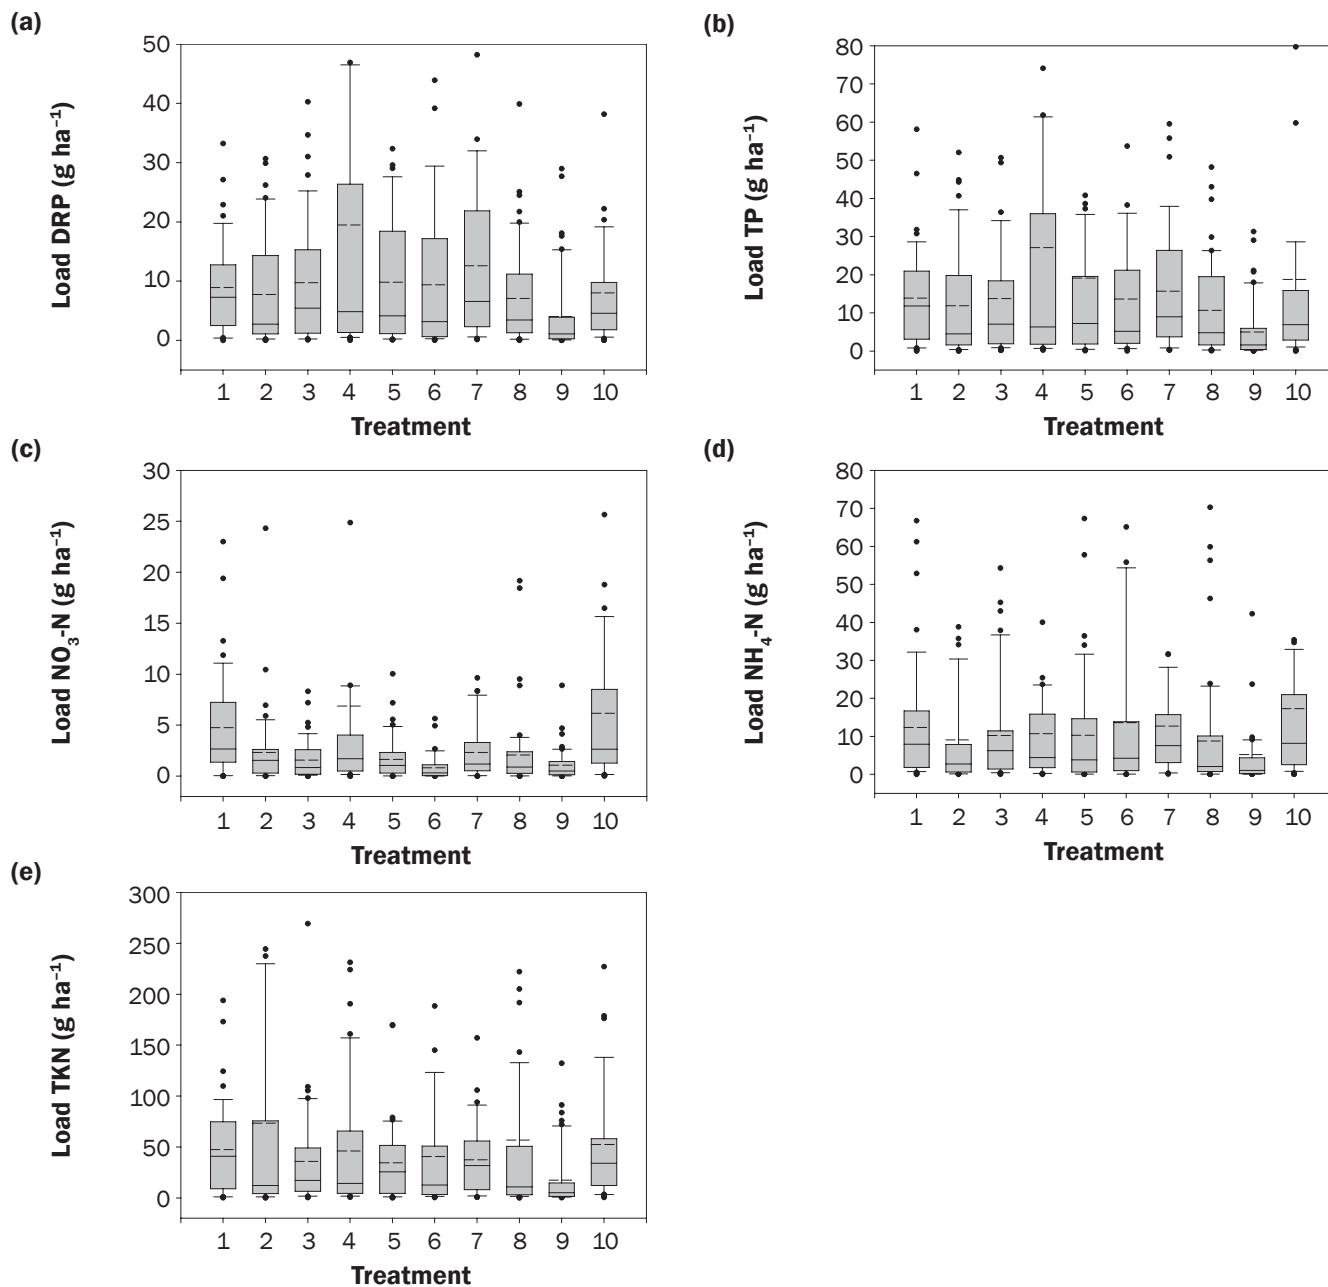 (a)
Load DRP (g ha⁻¹)
50
40
30
20
10
0
1 2 3 4 5 6 7 8 9 10
Treatment
(b)
Load TP (g ha⁻¹)
80
70
60
50
40
30
20
10
0
1 2 3 4 5 6 7 8 9 10
Treatment
(c)
Load NO₃-N (g ha⁻¹)
30
25
20
15
10
5
0
1 2 3 4 5 6 7 8 9 10
Treatment
(d)
Load NH₄-N (g ha⁻¹)
80
70
60
50
40
30
20
10
0
1 2 3 4 5 6 7 8 9 10
Treatment
(e)
Load TKN (g ha⁻¹)
300
250
200
150
100
50
0
1 2 3 4 5 6 7 8 9 10
Treatment